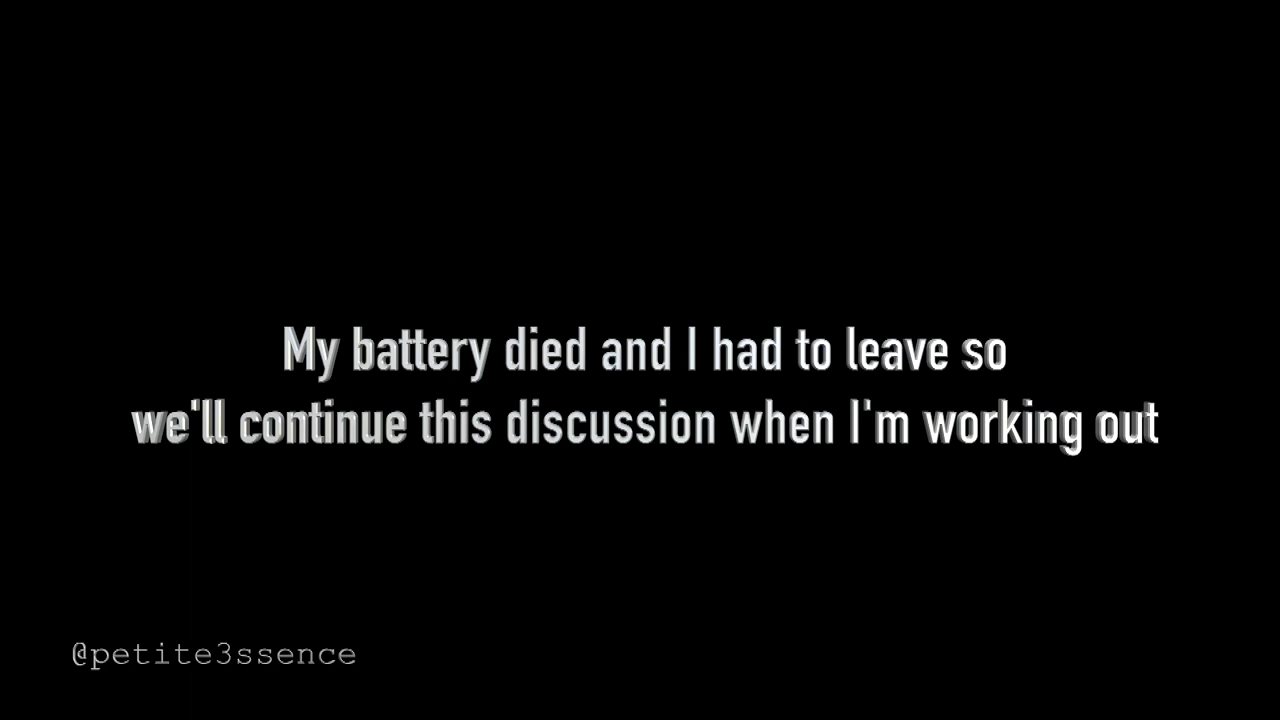 My battery died and I had to leave so
we'll continue this discussion when I'm working out
@petite3ssence